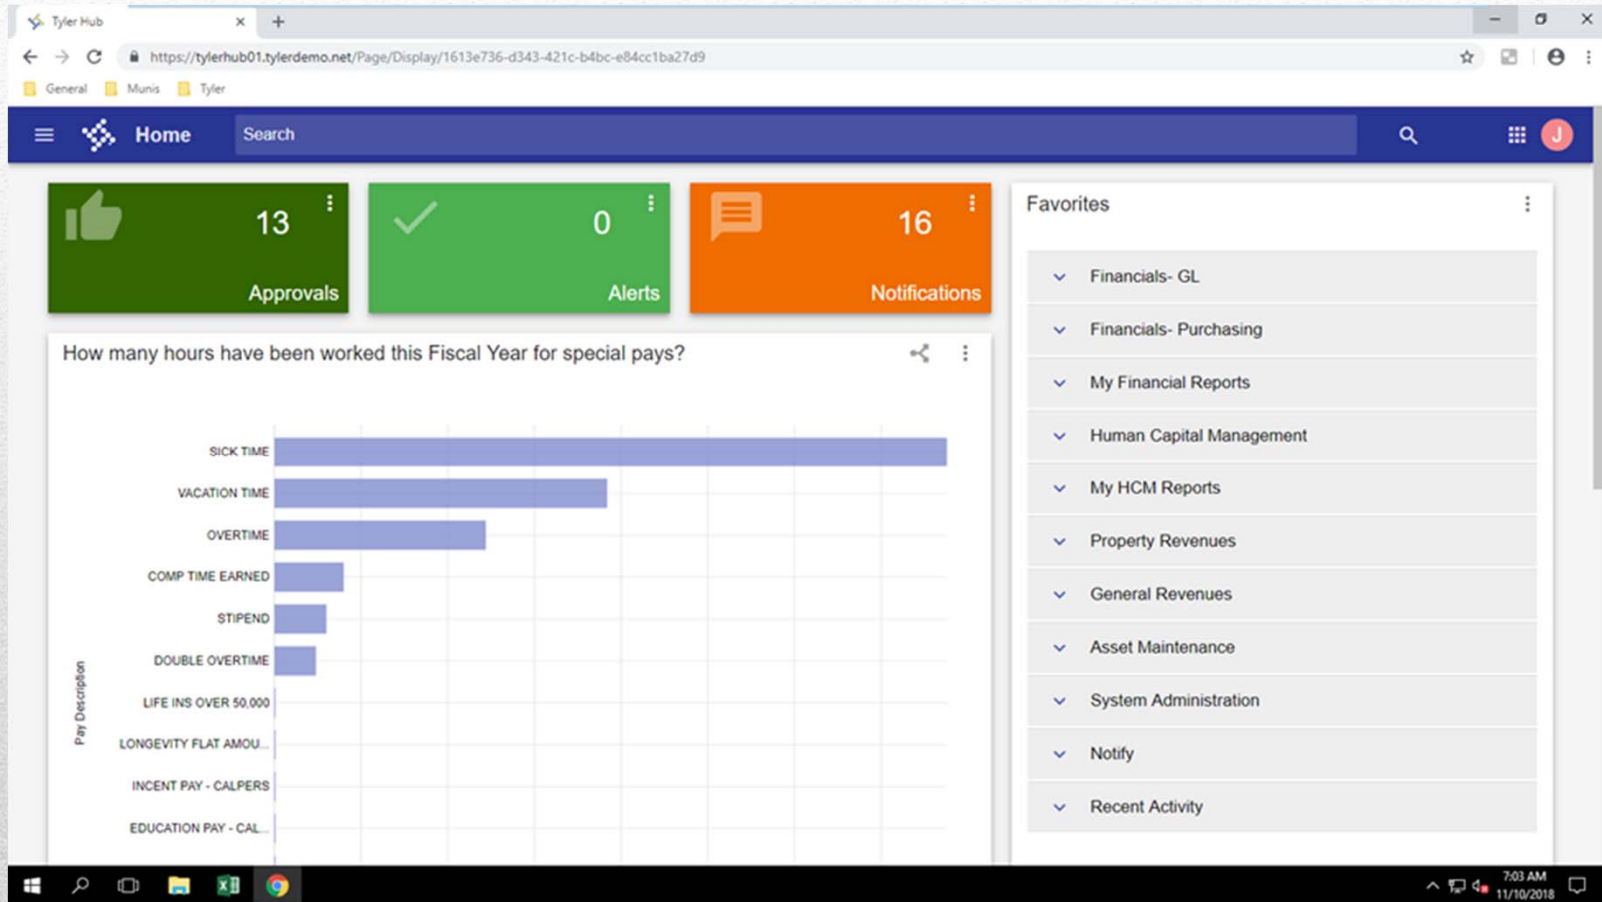 Tyler Hub
https://tylerhub01.tylerdemo.net/Page/Display/1613e736-d343-421c-b4bc-e84cc1ba27d9
General Munis Tyler
Home Search J
13
Approvals
0
Alerts
16
Notifications
How many hours have been worked this Fiscal Year for special pays?
SICK TIME
VACATION TIME
OVERTIME
COMP TIME EARNED
STIPEND
DOUBLE OVERTIME
LIFE INS OVER 50,000
LONGEVITY FLAT AMOU...
INCENT PAY - CALPERS
EDUCATION PAY - CAL...
Pay Description
Favorites
Financials- GL
Financials- Purchasing
My Financial Reports
Human Capital Management
My HCM Reports
Property Revenues
General Revenues
Asset Maintenance
System Administration
Notify
Recent Activity
7:03 AM
11/10/2018